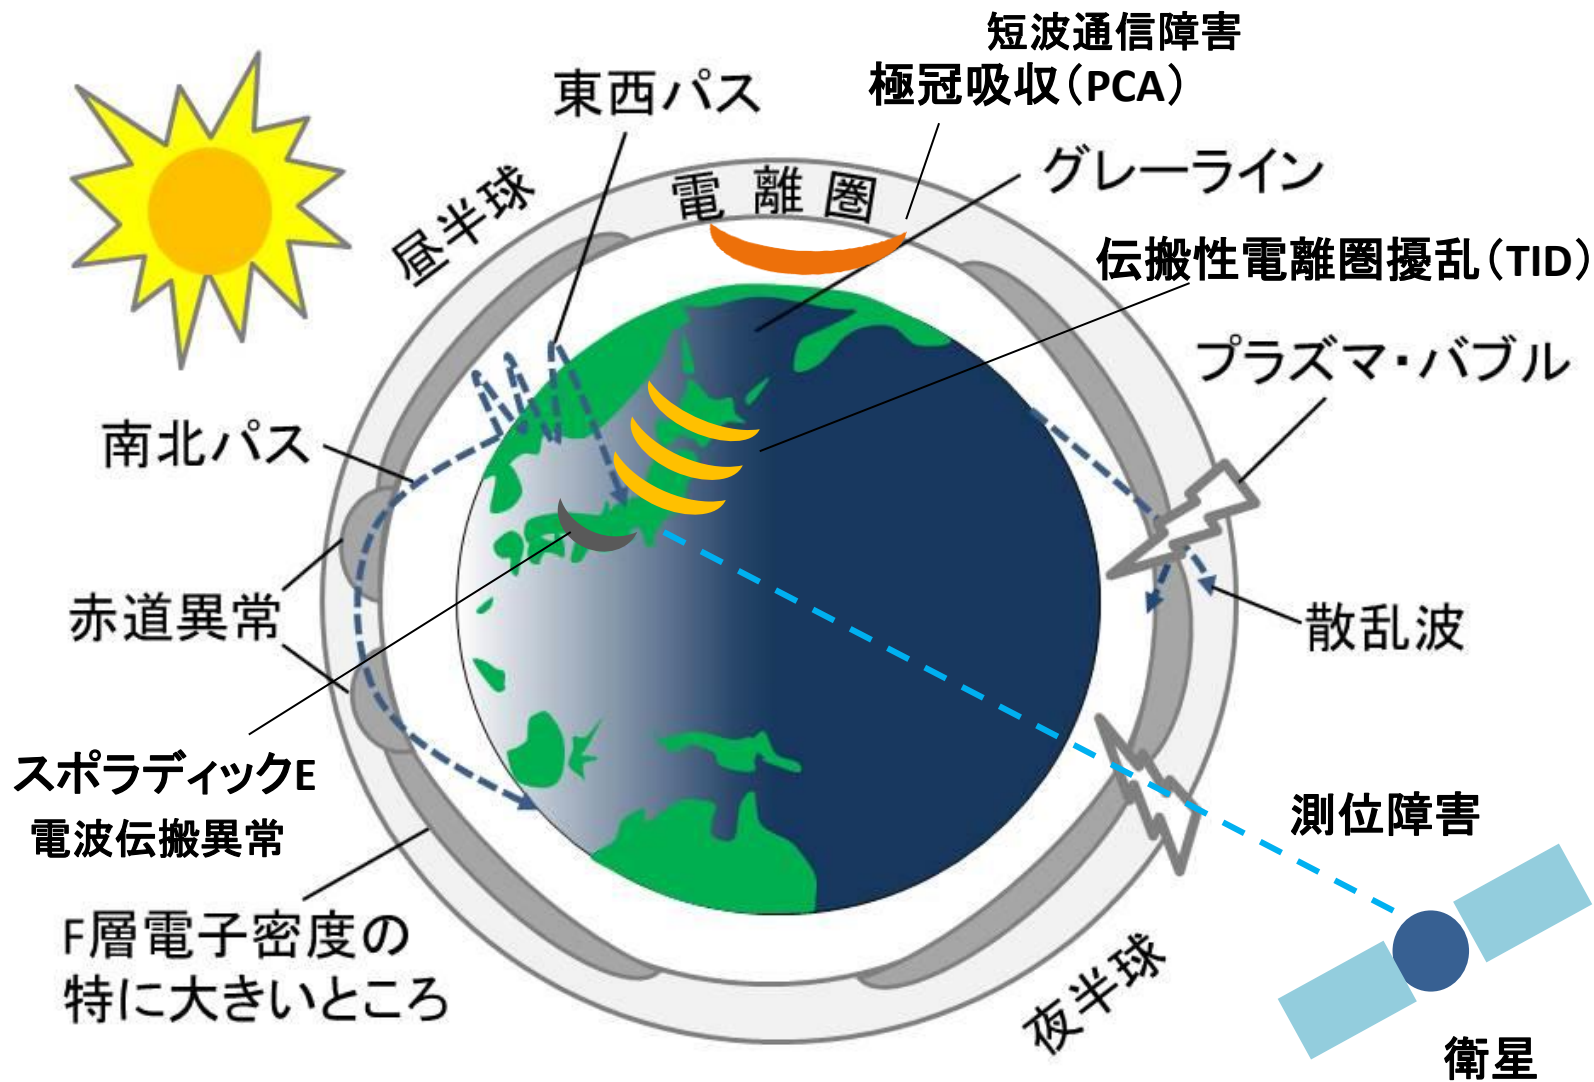 短波通信障害
極冠吸収（PCA）
東西パス
グレーライン
昼半球
電離圏
伝搬性電離圏擾乱（TID）
プラズマ・バブル
南北パス
赤道異常
散乱波
スポラディックE
電波伝搬異常
測位障害
F層電子密度の
特に大きいところ
夜半球
衛星